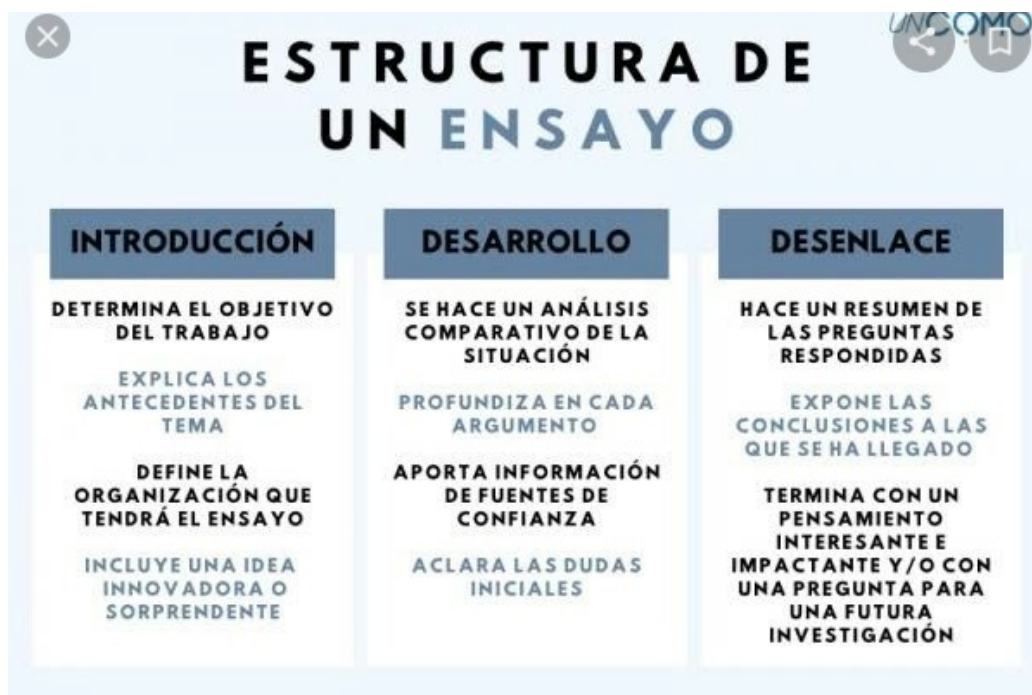 UNCOMO
ESTRUCTURA DE
UN ENSAYO
INTRODUCCIÓN
DETERMINA EL OBJETIVO
DEL TRABAJO
EXPLICA LOS
ANTECEDENTES DEL
TEMA
DEFINE LA
ORGANIZACIÓN QUE
TENDRÁ EL ENSAYO
INCLUYE UNA IDEA
INNOVADORA O
SORPRENDENTE
DESARROLLO
SE HACE UN ANÁLISIS
COMPARATIVO DE LA
SITUACIÓN
PROFUNDIZA EN CADA
ARGUMENTO
APORTA INFORMACIÓN
DE FUENTES DE
CONFIANZA
ACLARA LAS DUDAS
INICIALES
DESENLACE
HACE UN RESUMEN DE
LAS PREGUNTAS
RESPONDIDAS
EXPONE LAS
CONCLUSIONES A LAS
QUE SE HA LLEGADO
TERMINA CON UN
PENSAMIENTO
INTERESANTE E
IMPACTANTE Y/O CON
UNA PREGUNTA PARA
UNA FUTURA
INVESTIGACIÓN